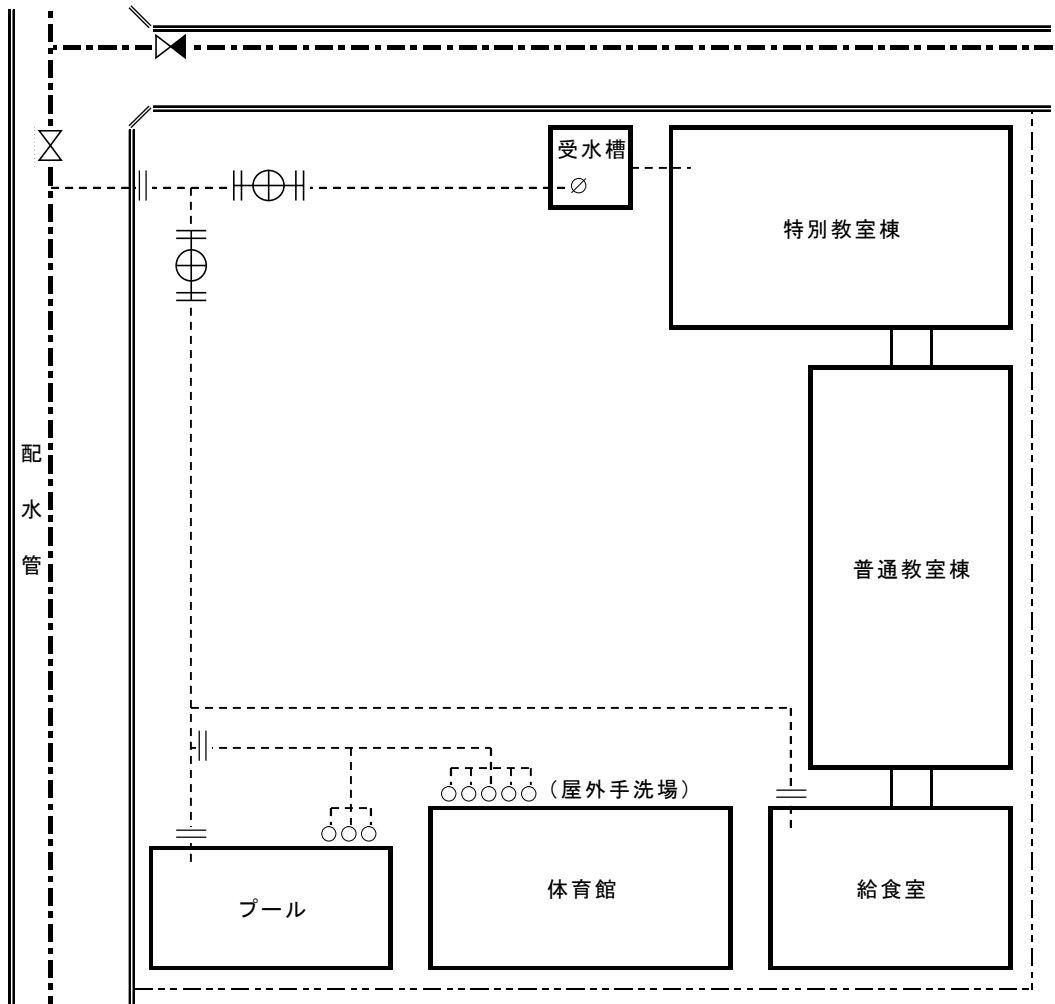 受水槽
特別教室棟
配水管
普通教室棟
（屋外手洗場）
体育館
給食室
プール